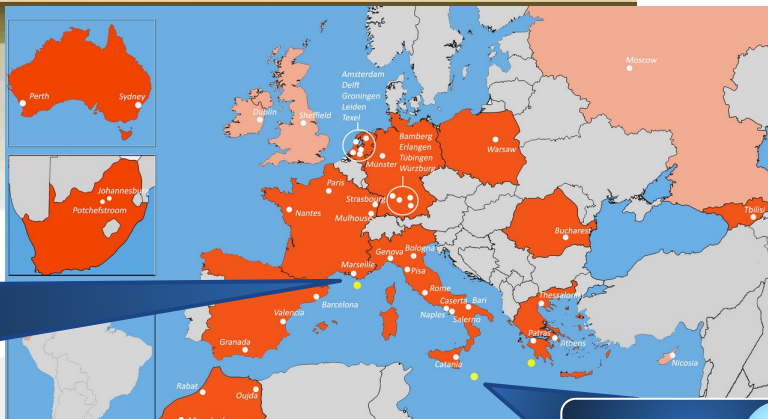 Perth
Sydney
Johannesburg
Potchefstroom
Moscow
Amsterdam
Delft
Groningen
Leiden
Texel
Dublin
Sheffield
Bamberg
Erlangen
Tübingen
Würzburg
Münster
Warsaw
Paris
Strasbourg
Nantes
Mulhouse
Tbilisi
Bucharest
Genova
Bologna
Marseille
Pisa
Rome
Barcelona
Caserta
Bari
Thessaloniki
Valencia
Naples
Salerno
Granada
Patras
Athens
Catania
Nicosia
Rabat
Oujda